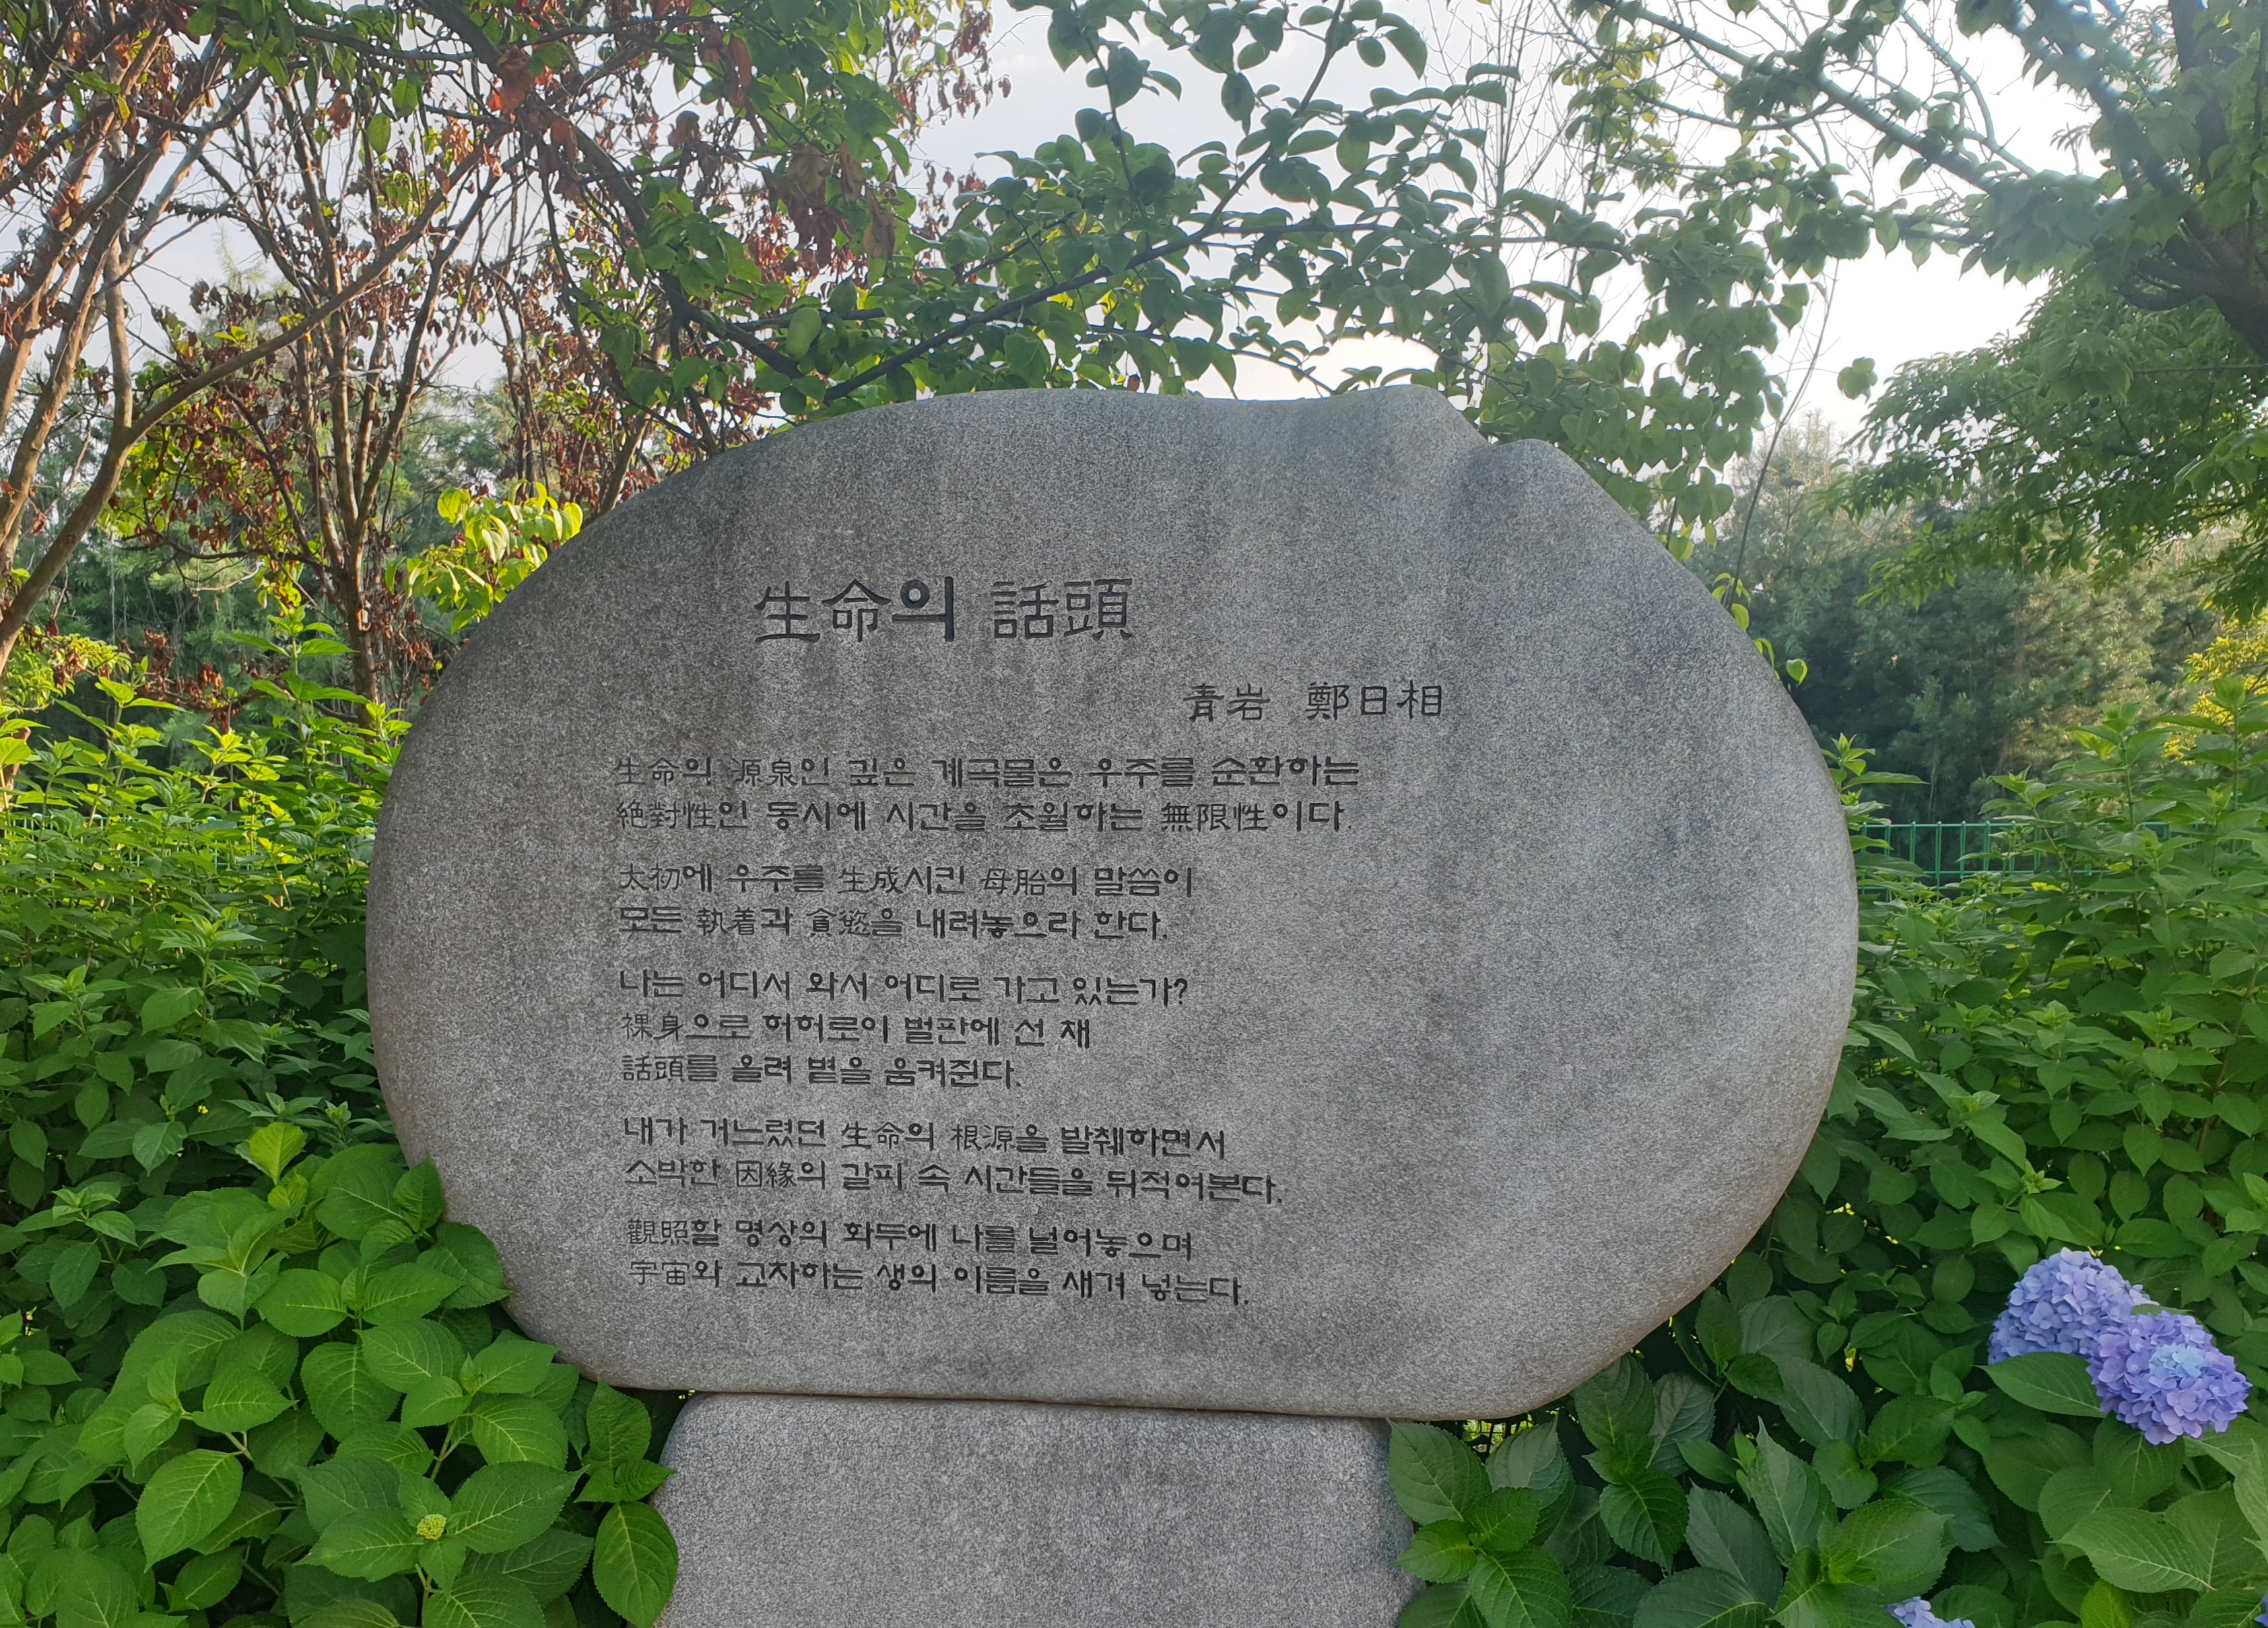 生命의 話頭
靑岩 鄭日相
生命의 源泉인 깊은 계곡물은 우주를 순환하는
絶對性인 동시에 시간을 초월하는 無限性이다.
太初에 우주를 生成시킨 母胎의 말씀이
모든 執着과 貪慾을 내려놓으라 한다.
나는 어디서 와서 어디로 가고 있는가?
裸身으로 허허로이 벌판에 선 채
話頭를 올려 볕을 움켜쥔다.
내가 거느렸던 生命의 根源을 발췌하면서
소박한 因緣의 갈피 속 시간들을 뒤적여본다.
觀照할 명상의 화두에 나를 널어놓으며
宇宙와 교차하는 생의 이름을 새겨 넣는다.